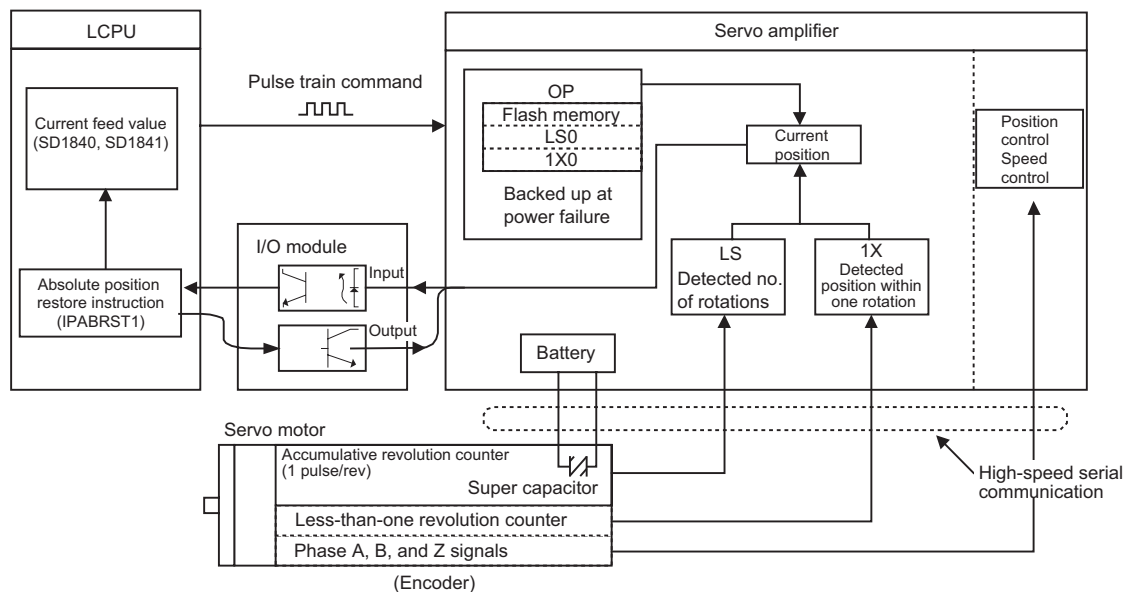 LCPU
Servo amplifier
Pulse train command
Current feed value
(SD1840, SD1841)
OP
Flash memory
LS0
1X0
Backed up at
power failure
Current
position
Position
control
Speed
control
I/O module
Input
Output
Absolute position
restore instruction
(IPABRST1)
LS
Detected no.
of rotations
1X
Detected
position within
one rotation
Battery
Servo motor
Accumulative revolution counter
(1 pulse/rev)
Super capacitor
Less-than-one revolution counter
Phase A, B, and Z signals
(Encoder)
High-speed serial
communication